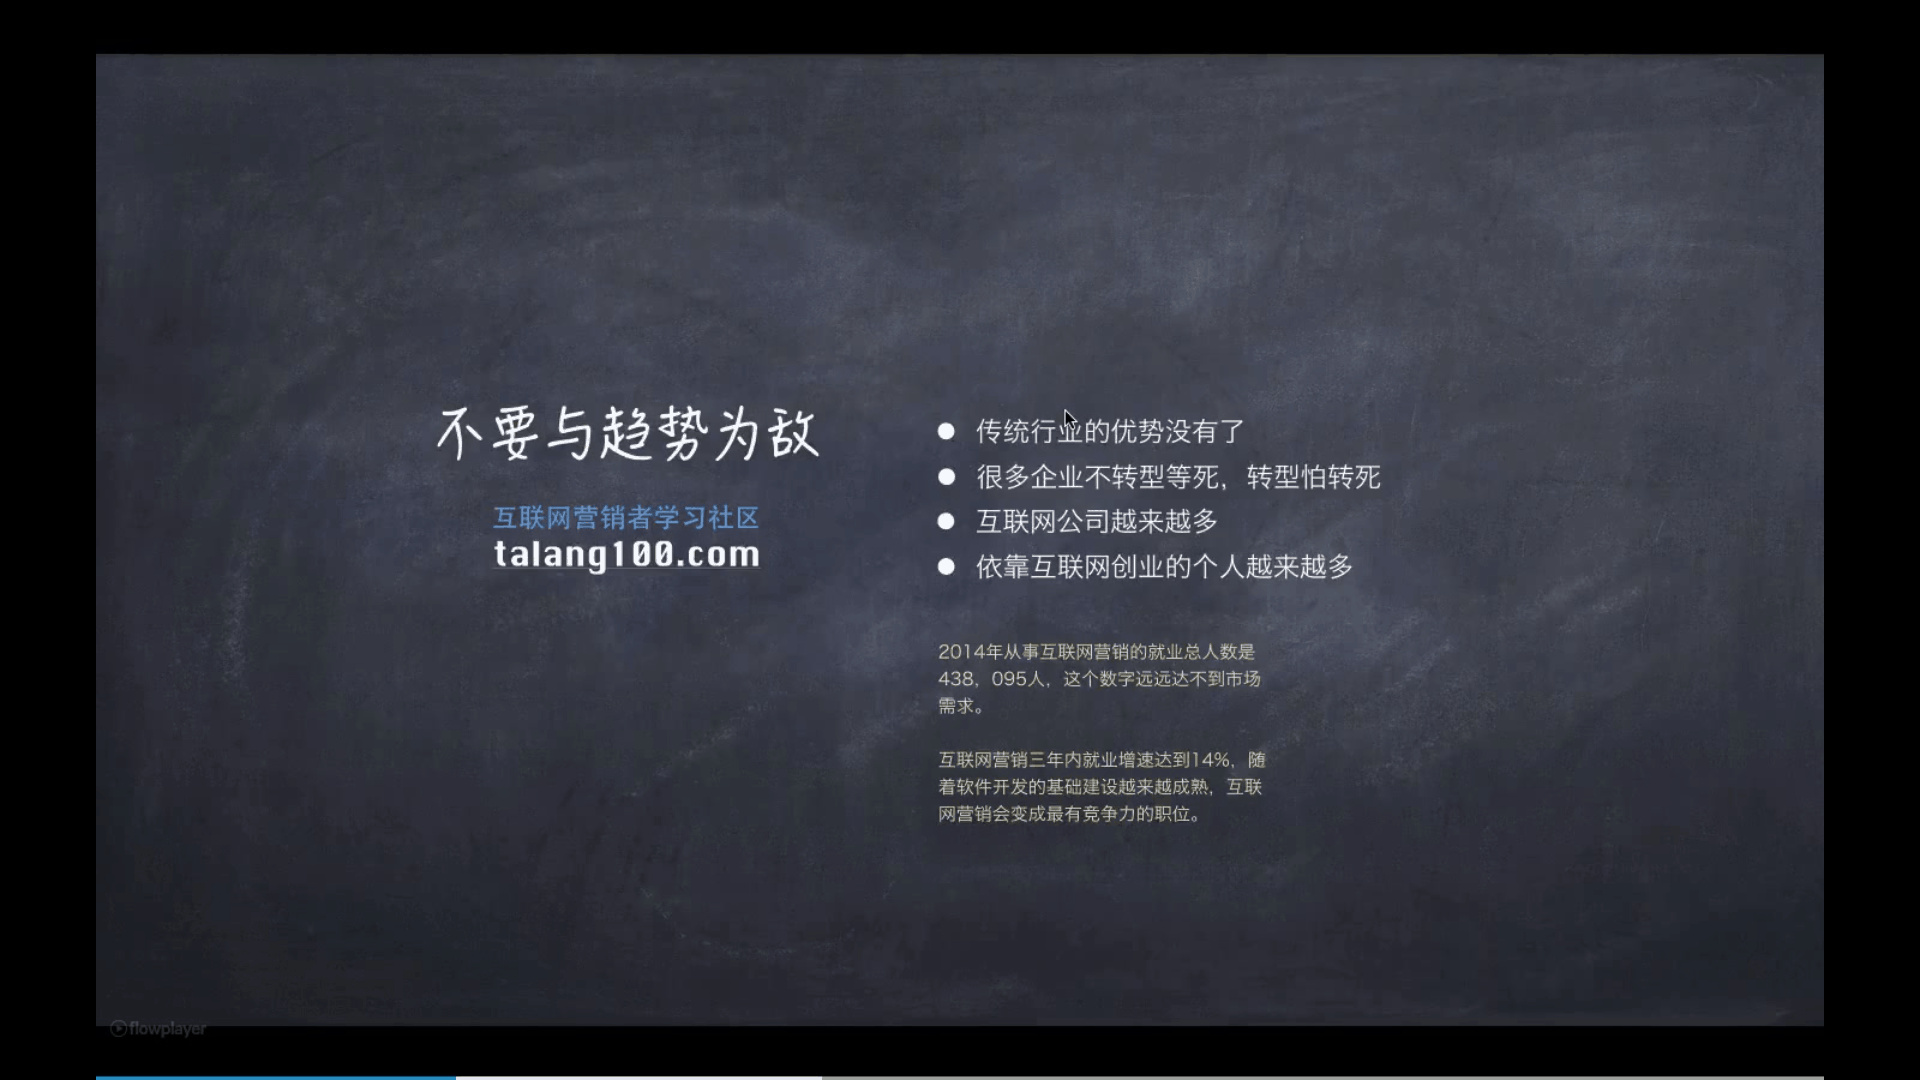 不要与趋势为敌
互联网营销者学习社区
talang100.com
传统行业的优势没有了
很多企业不转型等死，转型怕转死
互联网公司越来越多
依靠互联网创业的个人越来越多
2014年从事互联网营销的就业总人数是
438，095人，这个数字远远达不到市场
需求。
互联网营销三年内就业增速达到14%，随
着软件开发的基础建设越来越成熟，互联
网营销会变成最有竞争力的职位。
flowplayer